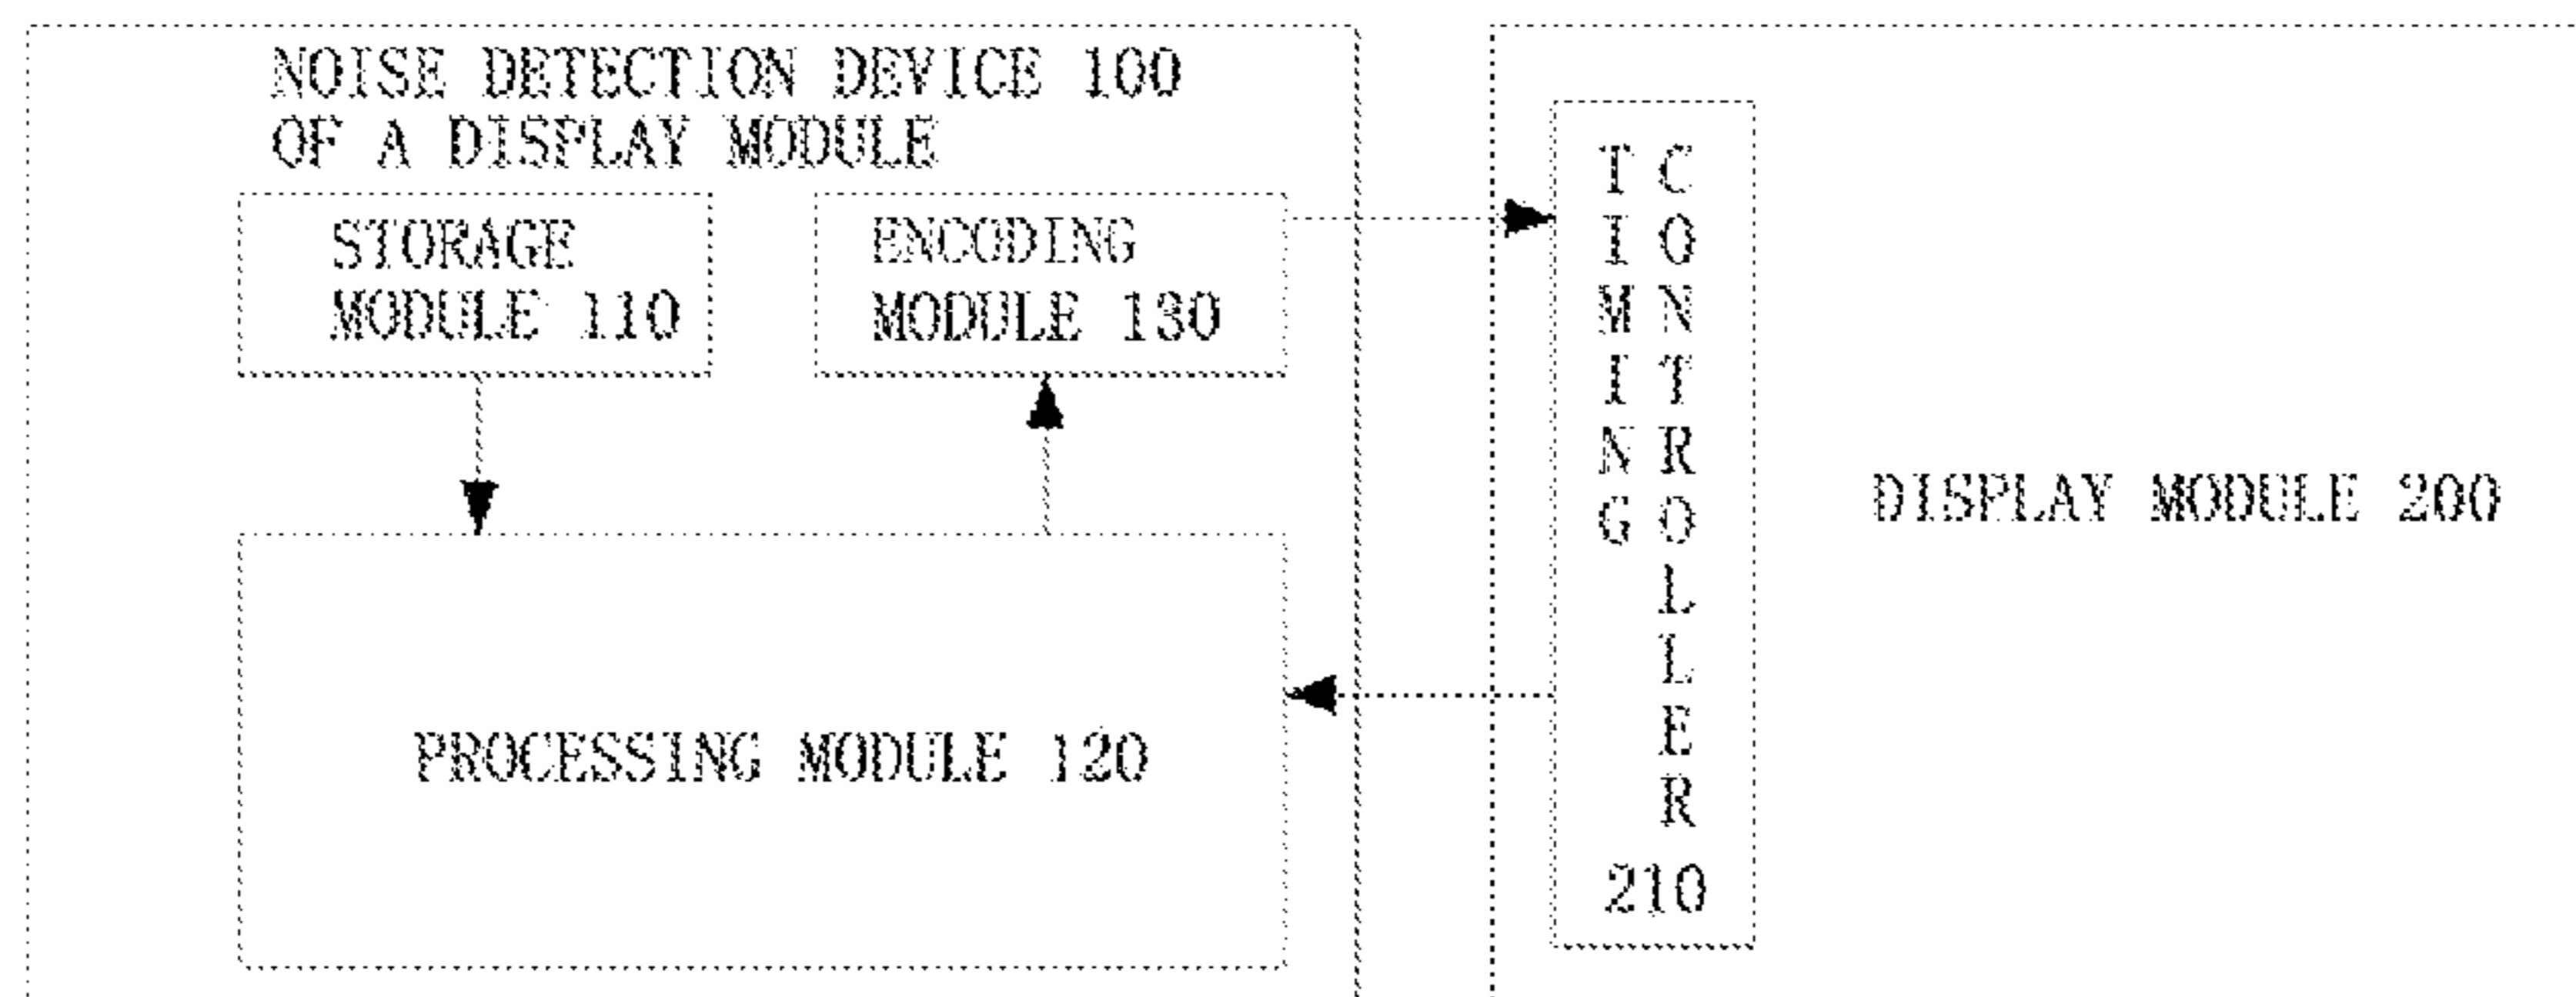 NOISE DETECTION DEVICE 100
OF A DISPLAY MODULE
STORAGE
MODULE 110
ENCODING
MODULE 130
PROCESSING MODULE 120
TIMING
CONTROLLER
210
DISPLAY MODULE 200